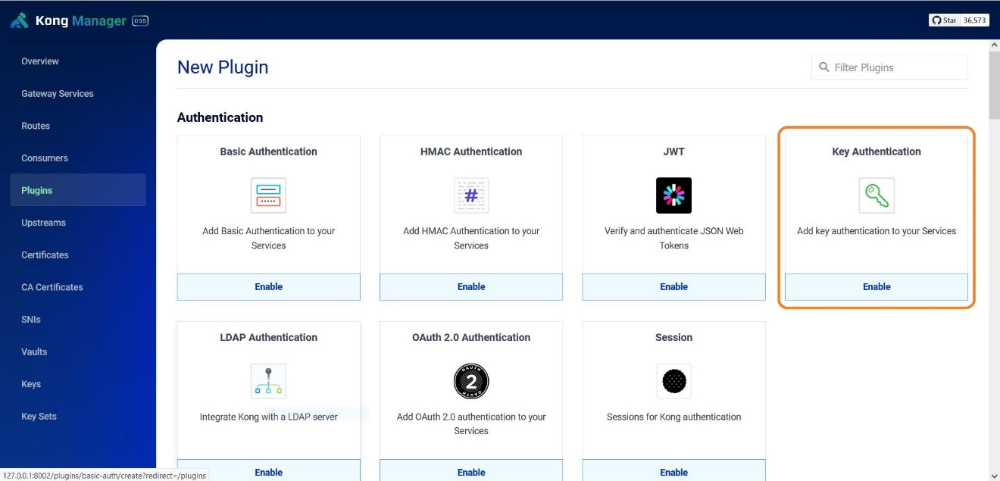 Kong Manager OSS
Star 36,573
Overview
Gateway Services
Routes
Consumers
Plugins
Upstreams
Certificates
CA Certificates
SNIs
Vaults
Keys
Key Sets
New Plugin
Filter Plugins
Authentication
Basic Authentication
Add Basic Authentication to your
Services
Enable
HMAC Authentication
#
Add HMAC Authentication to your
Services
Enable
JWT
Verify and authenticate JSON Web
Tokens
Enable
Key Authentication
Add key authentication to your Services
Enable
LDAP Authentication
Integrate Kong with a LDAP server
Enable
OAuth 2.0 Authentication
OAUTH
2
OAUTH
Add OAuth 2.0 authentication to your
Services
Enable
Session
Sessions for Kong authentication
Enable
127.0.0.1:8002/plugins/basic-auth/create?redirect=/plugins